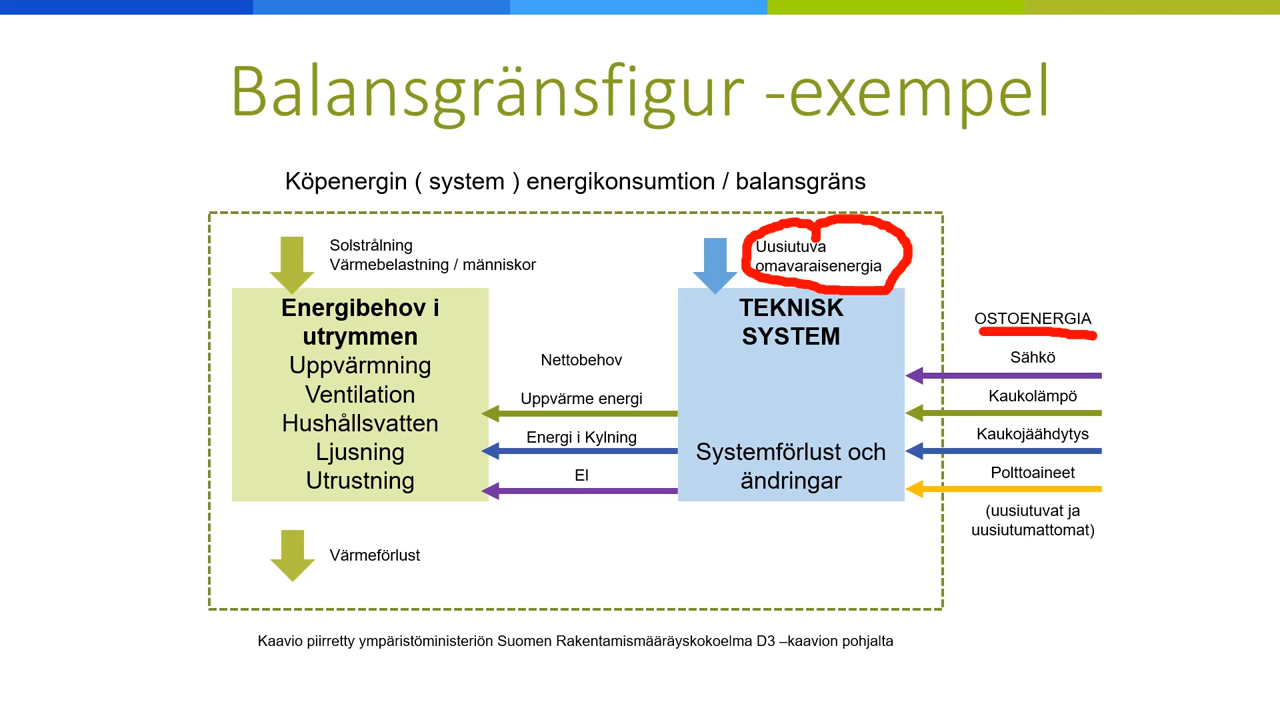 Balansgränsfigur -exempel
Köpenergin ( system ) energikonsumtion / balansgräns
Solstrålning
Värmebelastning / människor
Energibehov i
utrymmen
Uppvärmning
Ventilation
Hushållsvatten
Ljusning
Utrustning
Värmeförlust
Nettobehov
Uppvärme energi
Energi i Kylning
El
Uusiutuva
omavaraisenergia
TEKNISK
SYSTEM
Systemförlust och
ändringar
OSTOENERGIA
Sähkö
Kaukolämpö
Kaukojäähdytys
Polttoaineet
(uusiutuvat ja
uusiutumattomat)
Kaavio piirretty ympäristöministeriön Suomen Rakentamismääräyskokoelma D3 –kaavion pohjalta